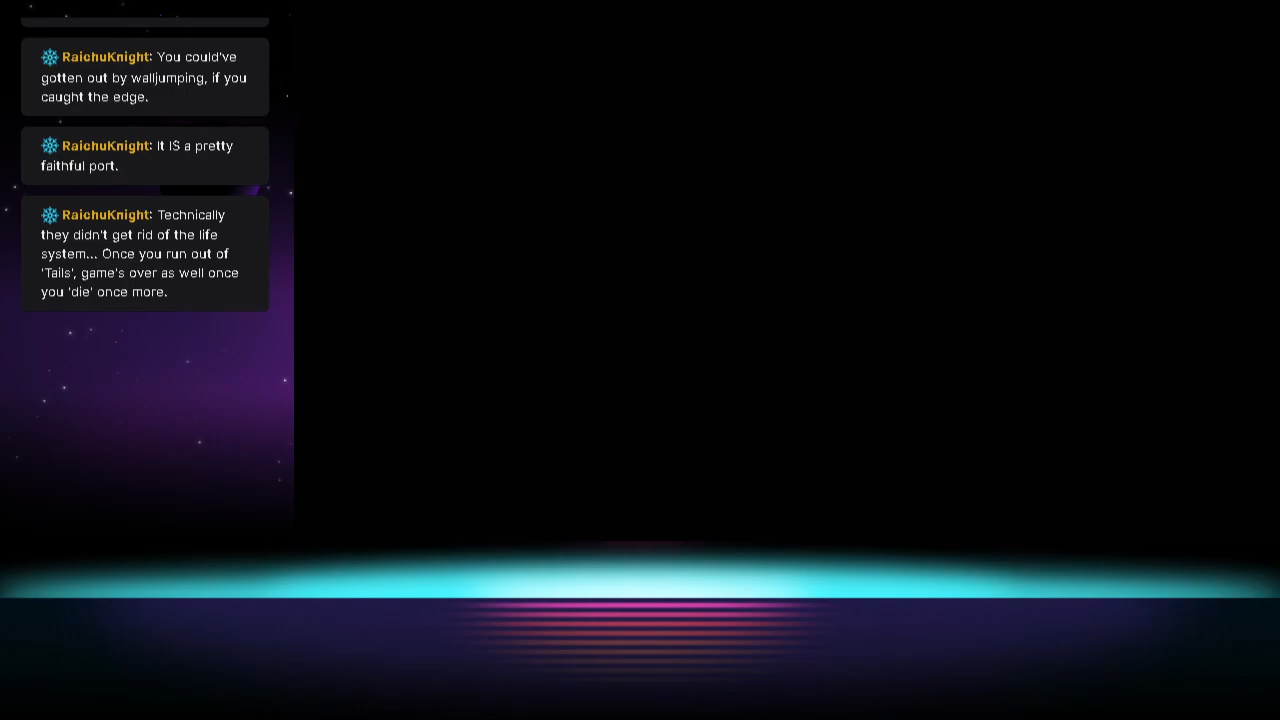 RaichuKnight: You could've
gotten out by walljumping, if you
caught the edge.
RaichuKnight: It IS a pretty
faithful port.
RaichuKnight: Technically
they didn't get rid of the life
system... Once you run out of
'Tails', game's over as well once
you 'die' once more.